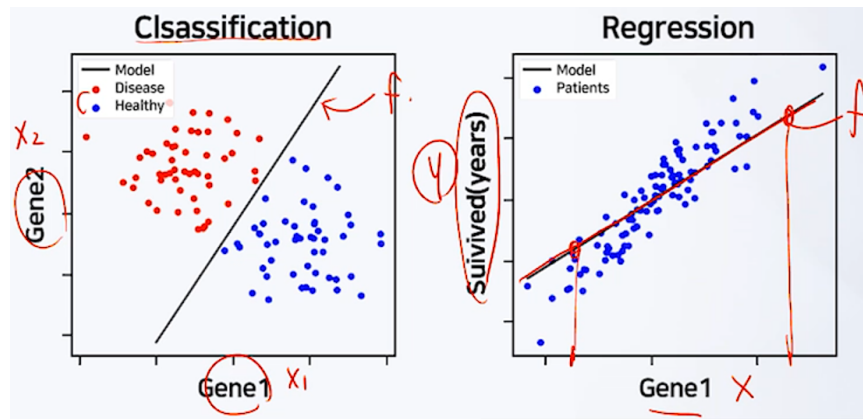 Clsassification
Model
Disease
Healthy
C
f.
X2
Gene2
Gene1
X1
Regression
Model
Patients
f
y
Suivived(years)
Gene1
X